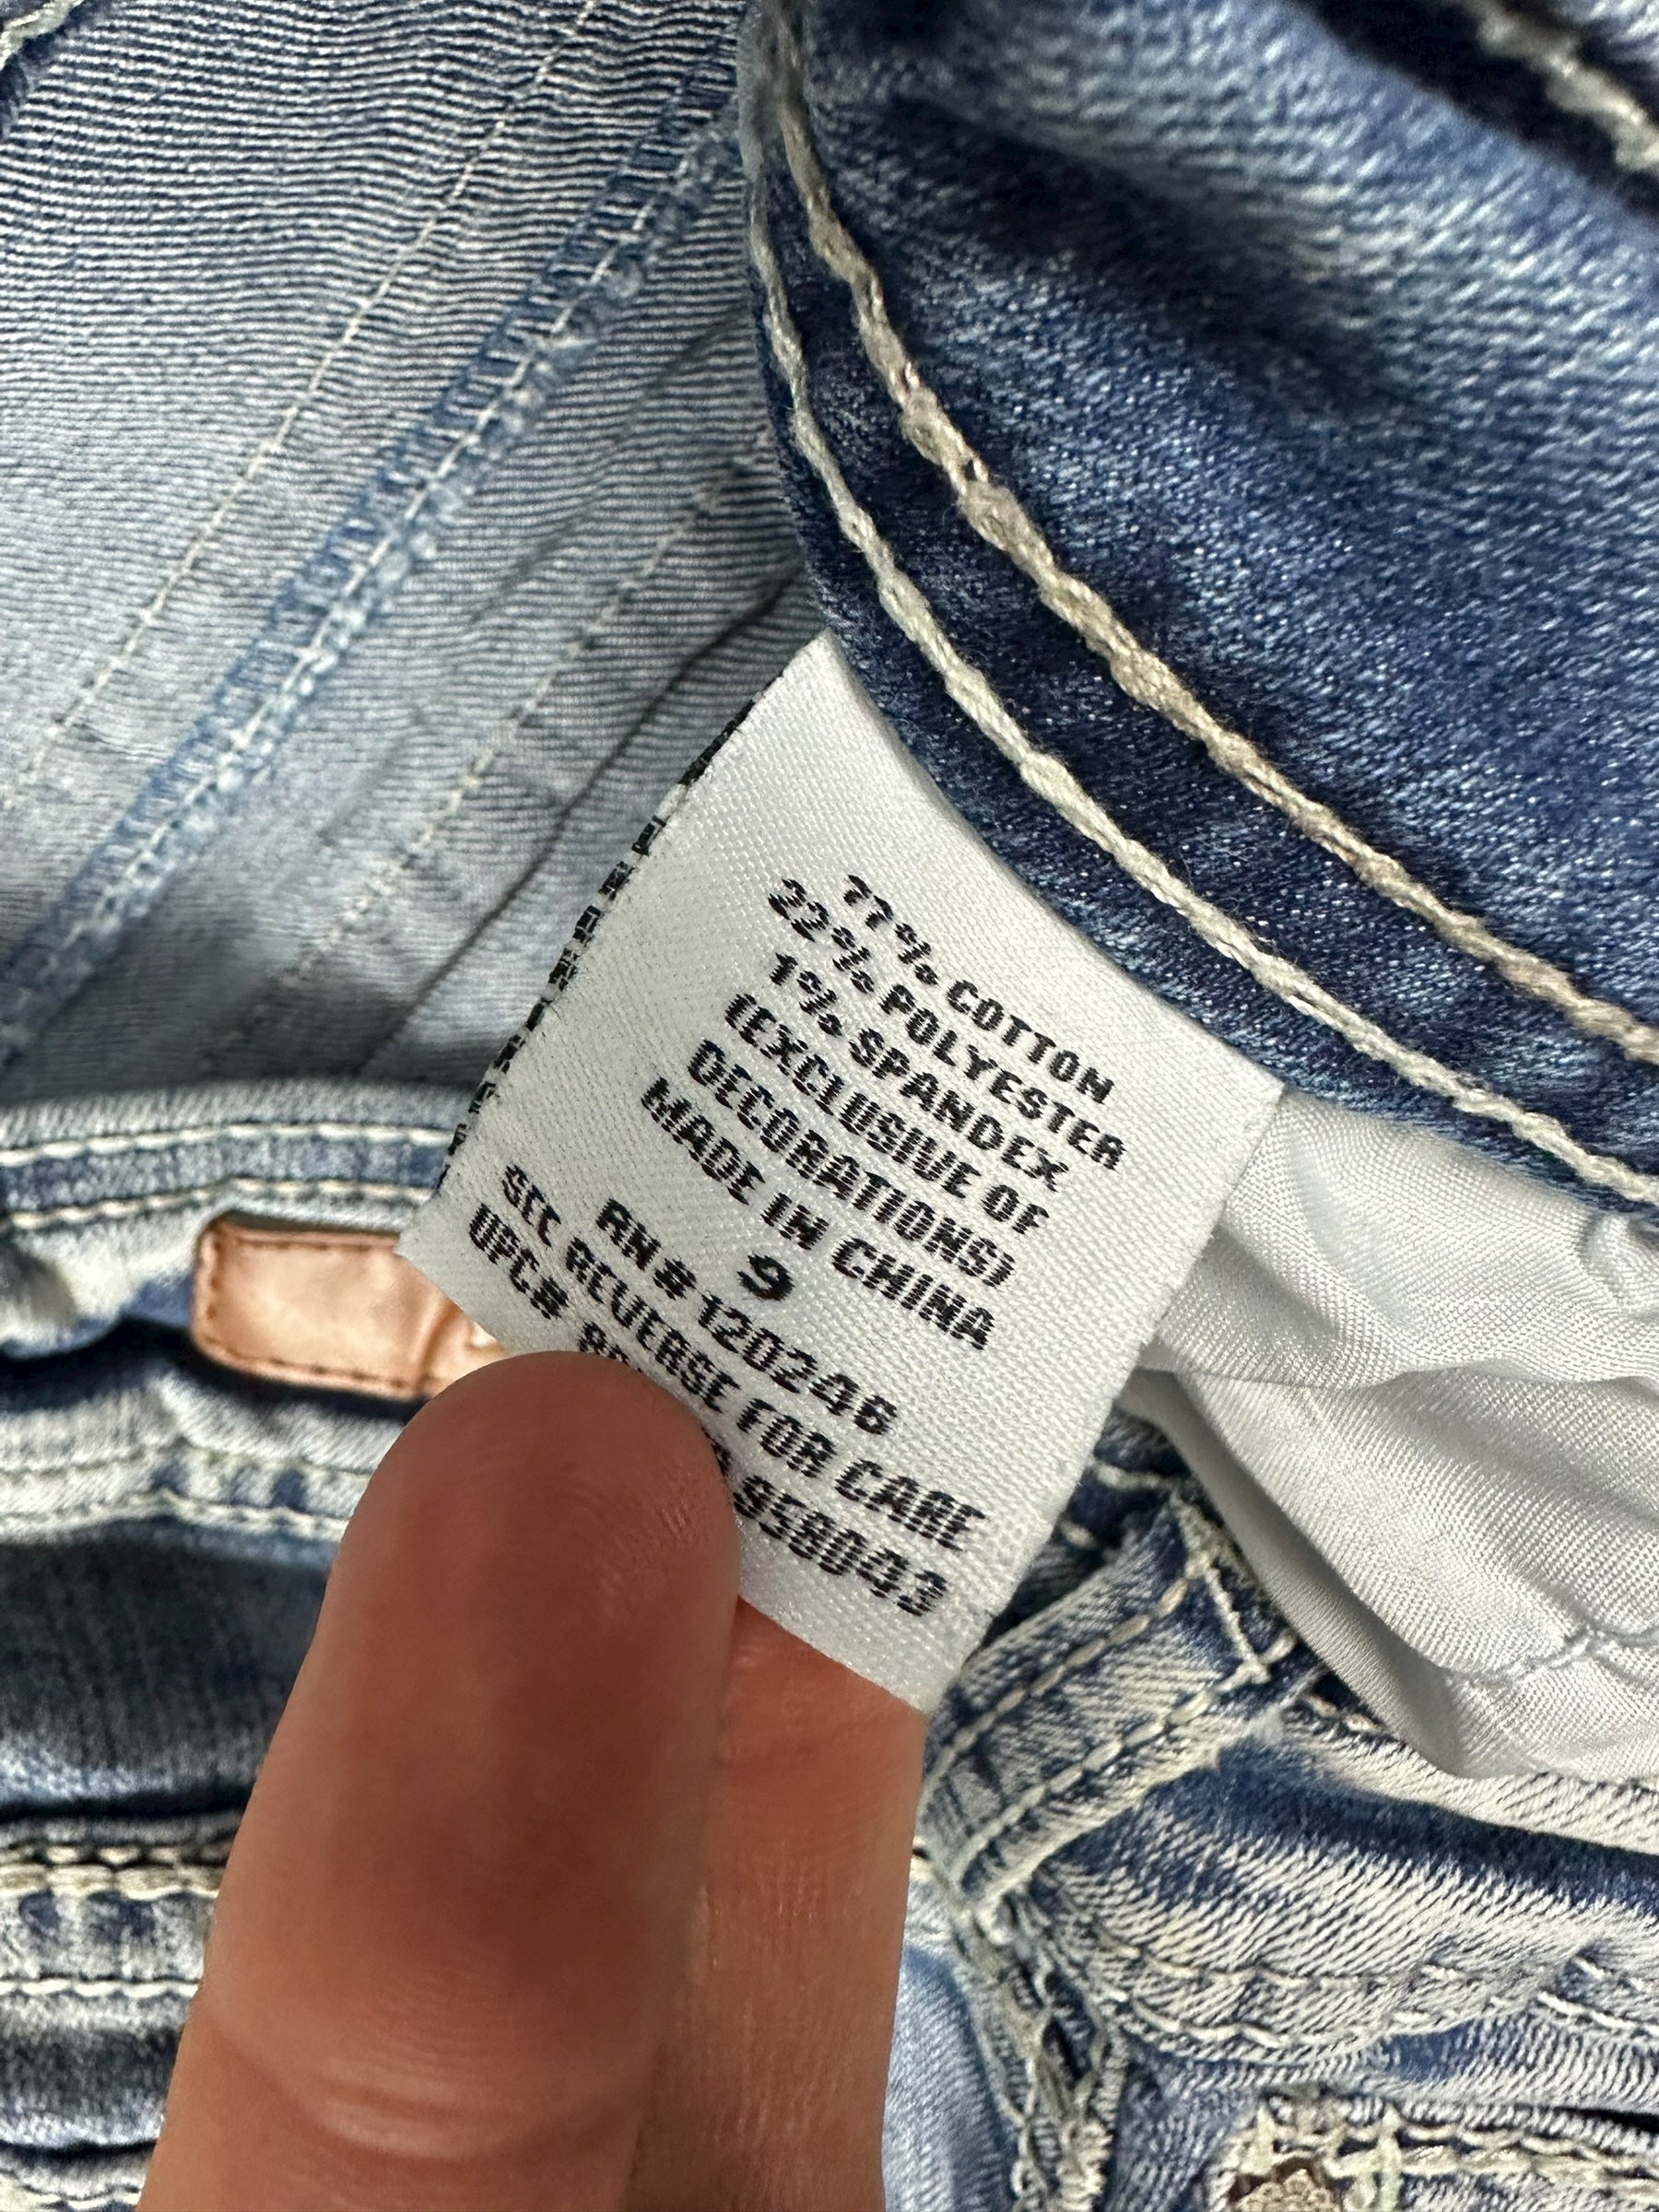 77% COTTON
22% POLYESTER
1% SPANDEX
(EXCLUSIVE OF
DECORATIONS)
MADE IN CHINA
9
RN# 120246
SEE REVERSE FOR CARE
UPC#